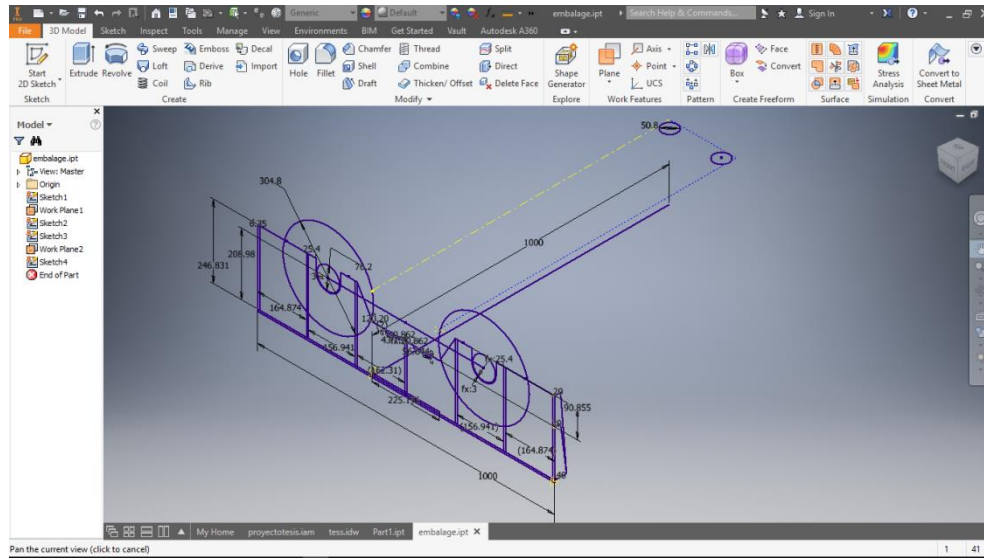 Generic
Default
embalage.ipt
Search Help & Commands...
Sign In
File 3D Model Sketch Inspect Tools Manage View Environments BIM Get Started Vault Autodesk A360
Start
2D Sketch
Extrude Revolve
Sweep Emboss Decal
Loft Derive Import
Coil Rib
Hole Fillet
Chamfer Thread
Shell Combine
Draft Thicken/ Offset
Split
Direct
Delete Face
Shape
Generator
Plane
Axis
Point
UCS
Box
Face
Convert
Stress
Analysis
Convert to
Sheet Metal
Sketch Create Modify Explore Work Features Pattern Create Freeform Surface Simulation Convert
Model
embalage.ipt
View: Master
Origin
Sketch1
Work Plane1
Sketch2
Sketch3
Work Plane2
Sketch4
End of Part
50.8
304.8
1000
6.35
25.4
208.98
246.831
76.2
164.874
156.941
(162.31)
225.
fx:25.4
fx:3
29
90.855
(156.941)
(164.874
1000
My Home proyectotesis.iam tess.idw Part1.ipt embalage.ipt X
Pan the current view (click to cancel)
1 41